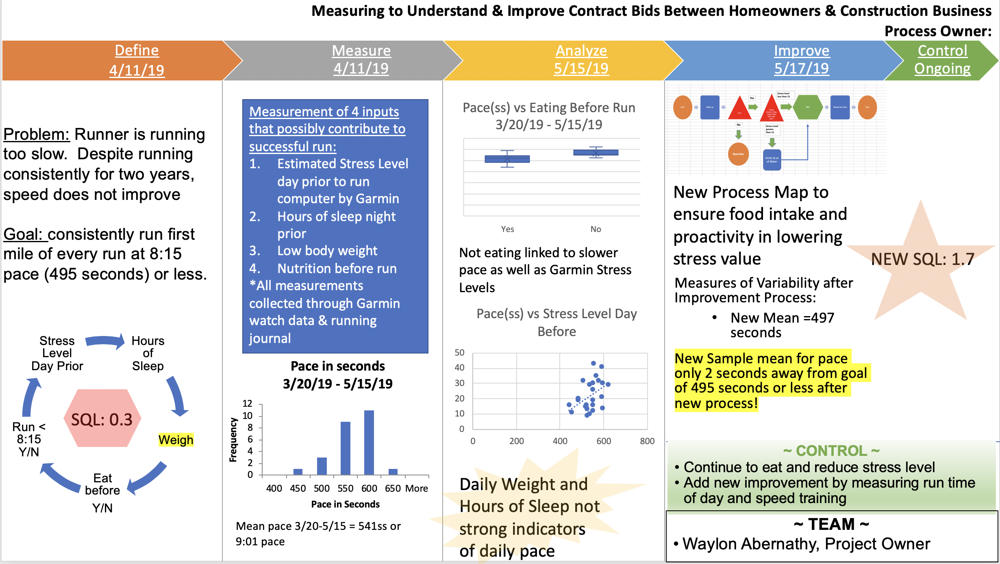 Measuring to Understand & Improve Contract Bids Between Homeowners & Construction Business
Process Owner:
Define
4/11/19
Measure
4/11/19
Analyze
5/15/19
Improve
5/17/19
Control
Ongoing
Problem: Runner is running
too slow. Despite running
consistently for two years,
speed does not improve
Goal: consistently run first
mile of every run at 8:15
pace (495 seconds) or less.
Stress
Level
Day Prior
Hours
of
Sleep
Weigh
Eat
before
Y/N
Run <
8:15
Y/N
SQL: 0.3
Measurement of 4 inputs
that possibly contribute to
successful run:
1. Estimated Stress Level
day prior to run
computer by Garmin
2. Hours of sleep night
prior
3. Low body weight
4. Nutrition before run
*All measurements
collected through Garmin
watch data & running
journal
Pace in seconds
3/20/19 - 5/15/19
Frequency
12
10
8
6
4
2
0
400 450 500 550 600 650 More
Pace in Seconds
Mean pace 3/20-5/15 = 541ss or
9:01 pace
Pace(ss) vs Eating Before Run
3/20/19 - 5/15/19
Yes No
Not eating linked to slower
pace as well as Garmin Stress
Levels
Pace(ss) vs Stress Level Day
Before
50
40
30
20
10
0
0 200 400 600 800
Daily Weight and
Hours of Sleep not
strong indicators
of daily pace
Start
Wake up
Eat?
Yes
No
Dont Run
Check
Garmin Data
stress level
from day
prior
Stress level
less than 15
Stress Level
greater
than 15
Drink 16 oz
of Water
Run
Review Run Pace
Stop
New Process Map to
ensure food intake and
proactivity in lowering
stress value
NEW SQL: 1.7
Measures of Variability after
Improvement Process:
• New Mean =497
seconds
New Sample mean for pace
only 2 seconds away from goal
of 495 seconds or less after
new process!
~ CONTROL ~
• Continue to eat and reduce stress level
• Add new improvement by measuring run time
of day and speed training
~ TEAM ~
• Waylon Abernathy, Project Owner